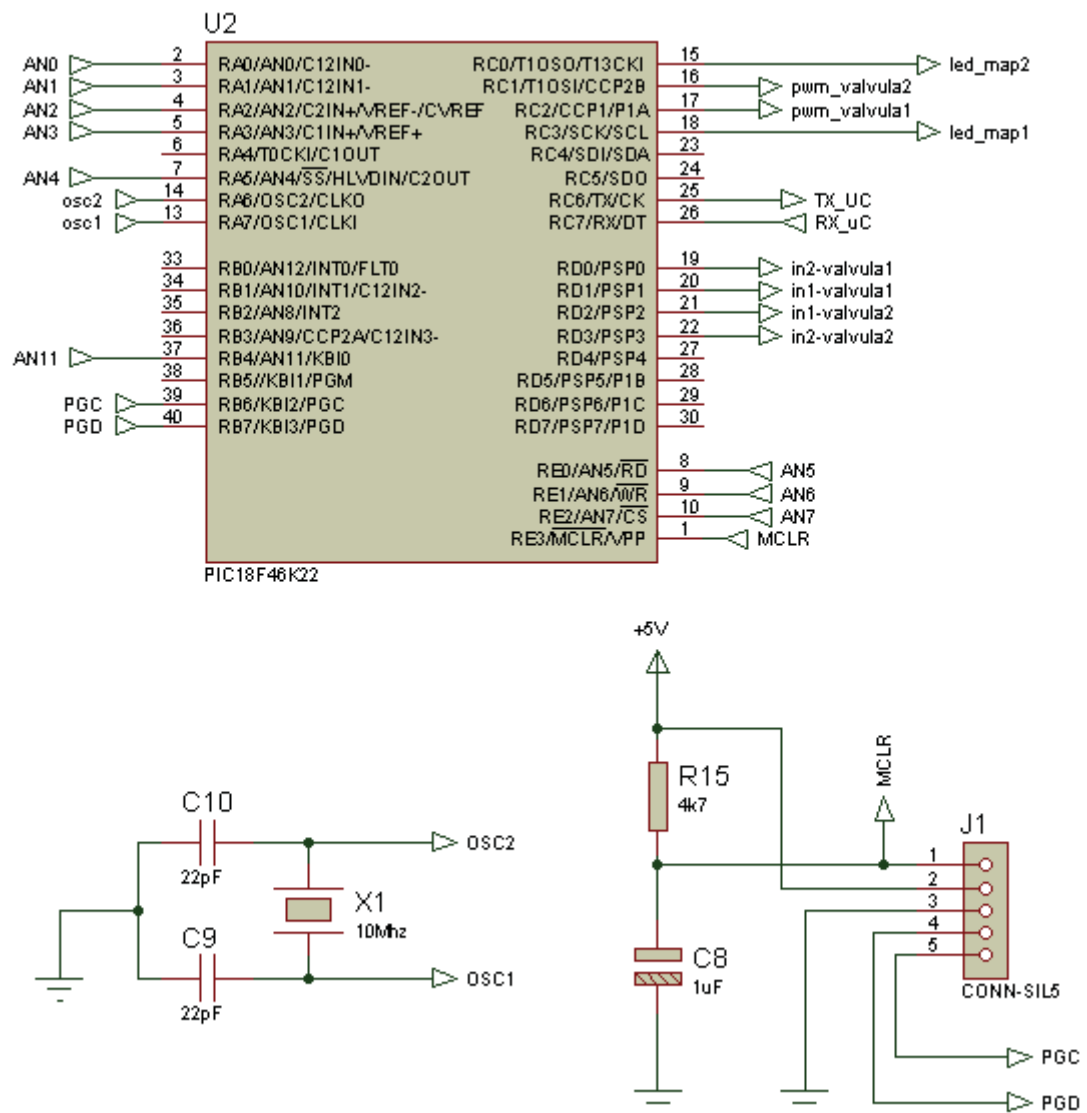 U2
AN0 2 RA0/AN0/C12IN0- RC0/T1OSO/T13CKI 15 led_map2
AN1 3 RA1/AN1/C12IN1- RC1/T1OSI/CCP2B 16 pwm_valvula2
AN2 4 RA2/AN2/C2IN+/VREF-/CVREF RC2/CCP1/P1A 17 pwm_valvula1
AN3 5 RA3/AN3/C1IN+/VREF+ RC3/SCK/SCL 18 led_map1
6 RA4/T0CKI/C1OUT RC4/SDI/SDA 23
AN4 7 RA5/AN4/SS/HLVDIN/C2OUT RC5/SDO 24
osc2 14 RA6/OSC2/CLKO RC6/TX/CK 25 TX_UC
osc1 13 RA7/OSC1/CLKI RC7/RX/DT 26 RX_uC
33 RB0/AN12/INT0/FLT0 RD0/PSP0 19 in2-valvula1
34 RB1/AN10/INT1/C12IN2- RD1/PSP1 20 in1-valvula1
35 RB2/AN8/INT2 RD2/PSP2 21 in1-valvula2
36 RB3/AN9/CCP2A/C12IN3- RD3/PSP3 22 in2-valvula2
AN11 37 RB4/AN11/KBI0 RD4/PSP4 27
38 RB5//KBI1/PGM RD5/PSP5/P1B 28
PGC 39 RB6/KBI2/PGC RD6/PSP6/P1C 29
PGD 40 RB7/KBI3/PGD RD7/PSP7/P1D 30
RE0/AN5/RD 8 AN5
RE1/AN6/WR 9 AN6
RE2/AN7/CS 10 AN7
RE3/MCLR/VPP 1 MCLR
PIC18F46K22
C10
22pF
OSC2
X1
10Mhz
C9
22pF
OSC1
+5V
R15
4k7
MCLR
J1
1
2
3
4
5
CONN-SIL5
C8
1uF
PGC
PGD